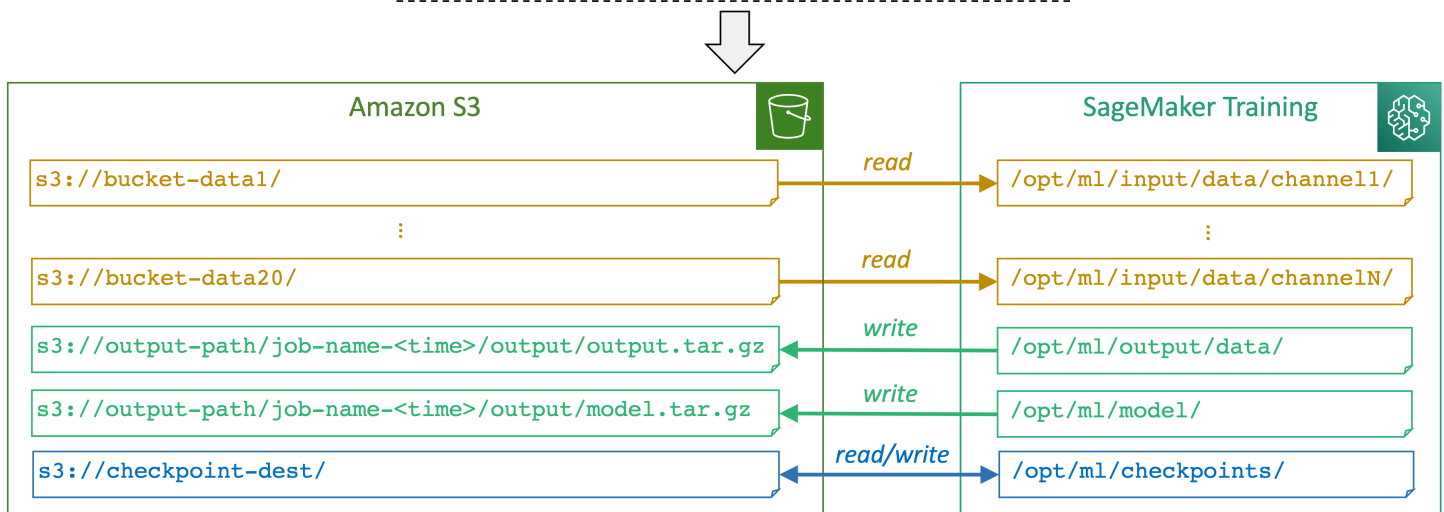 Amazon S3
SageMaker Training
s3://bucket-data1/
read
/opt/ml/input/data/channel1/
⋮
⋮
s3://bucket-data20/
read
/opt/ml/input/data/channelN/
s3://output-path/job-name-<time>/output/output.tar.gz
write
/opt/ml/output/data/
s3://output-path/job-name-<time>/output/model.tar.gz
write
/opt/ml/model/
s3://checkpoint-dest/
read/write
/opt/ml/checkpoints/